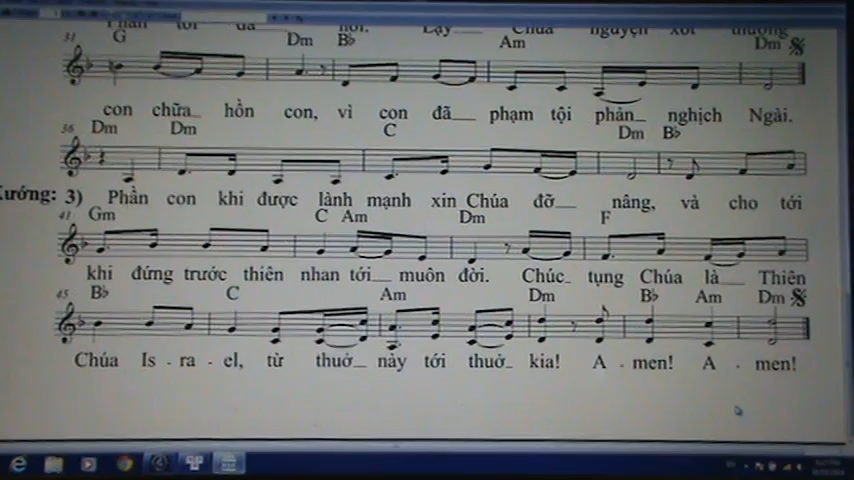 31 G Dm B♭ Am Dm
con chữa hồn con, vì con đã phạm tội phản nghịch Ngài.
36 Dm Dm C Dm B♭
Xướng: 3) Phần con khi được lành mạnh xin Chúa đỡ nâng, và cho tới
41 Gm C Am Dm F
khi đứng trước thiên nhan tới muôn đời. Chúc tụng Chúa là Thiên
45 B♭ C Am Dm B♭ Am Dm
Chúa Is - ra - el, từ thuở này tới thuở kia! A - men! A - men!